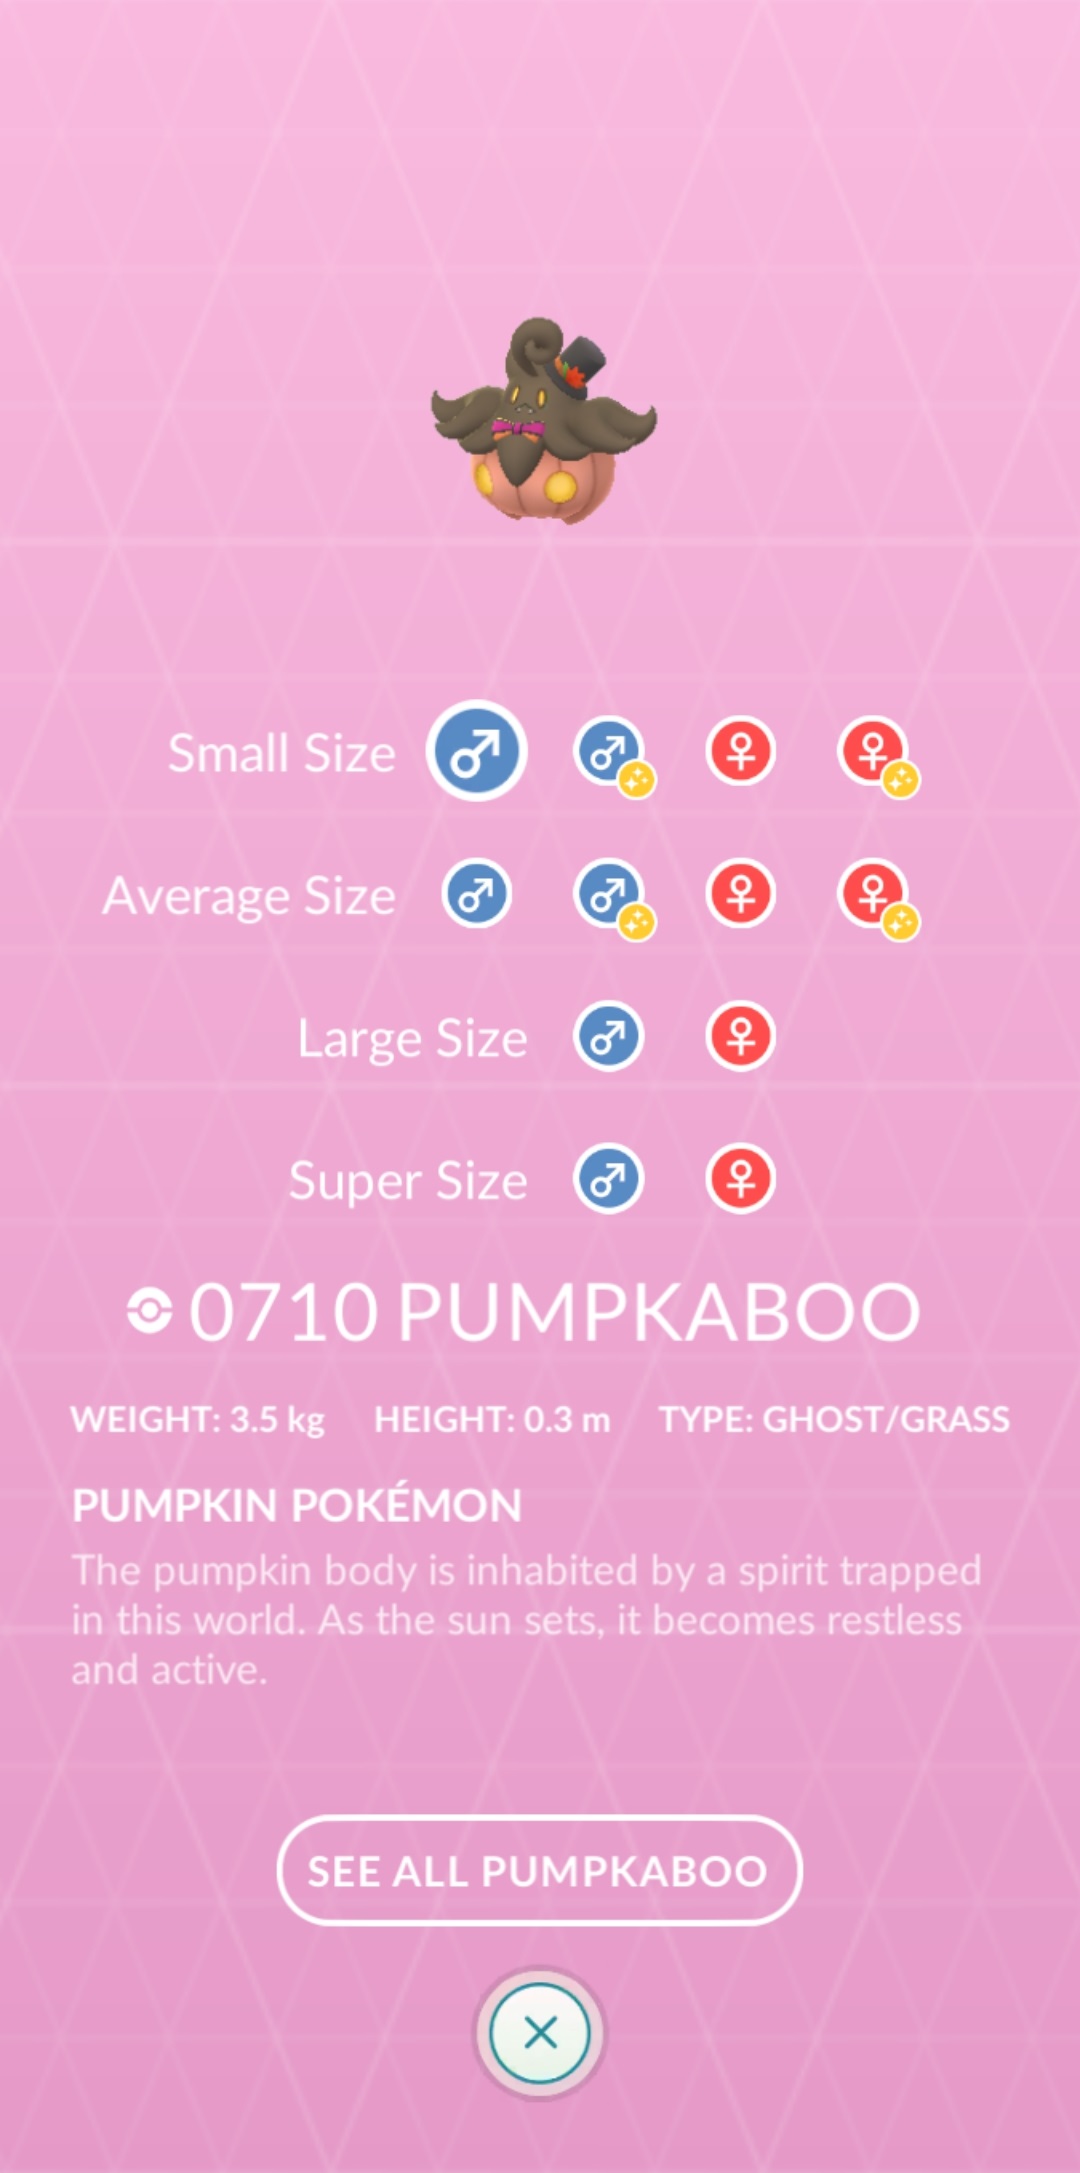 Small Size
Average Size
Large Size
Super Size
0710 PUMPKABOO
WEIGHT: 3.5 kg HEIGHT: 0.3 m TYPE: GHOST/GRASS
PUMPKIN POKÉMON
The pumpkin body is inhabited by a spirit trapped
in this world. As the sun sets, it becomes restless
and active.
SEE ALL PUMPKABOO